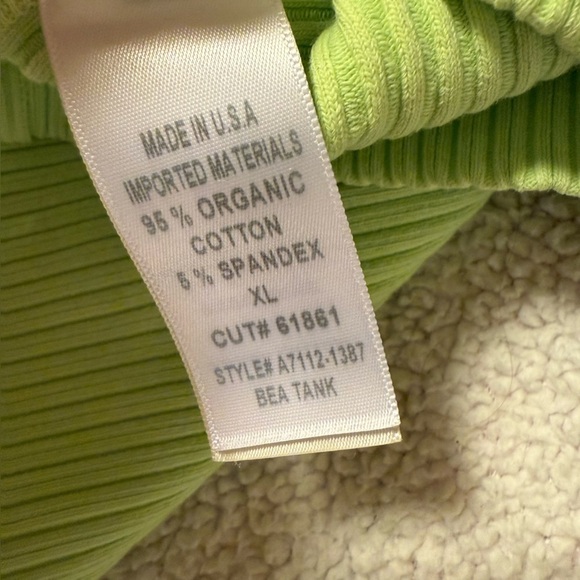 MADE IN U.S.A
IMPORTED MATERIALS
95 % ORGANIC
COTTON
5 % SPANDEX
XL
CUT# 61861
STYLE# A7112-1387
BEA TANK